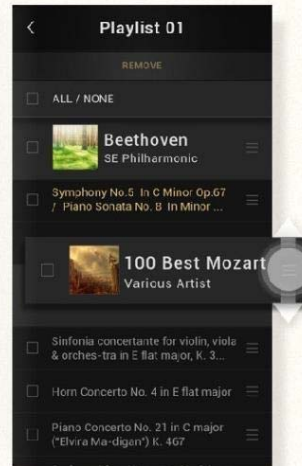 Playlist 01
REMOVE
ALL / NONE
Beethoven
SE Philharmonic
Symphony No.5 In C Minor Op.67
/ Piano Sonata No. 8 In Minor ...
100 Best Mozart
Various Artist
Sinfonia concertante for violin, viola
& orches-tra in E flat major, K. 3...
Horn Concerto No. 4 in E flat major
Piano Concerto No. 21 in C major
("Elvira Ma-digan") K. 467